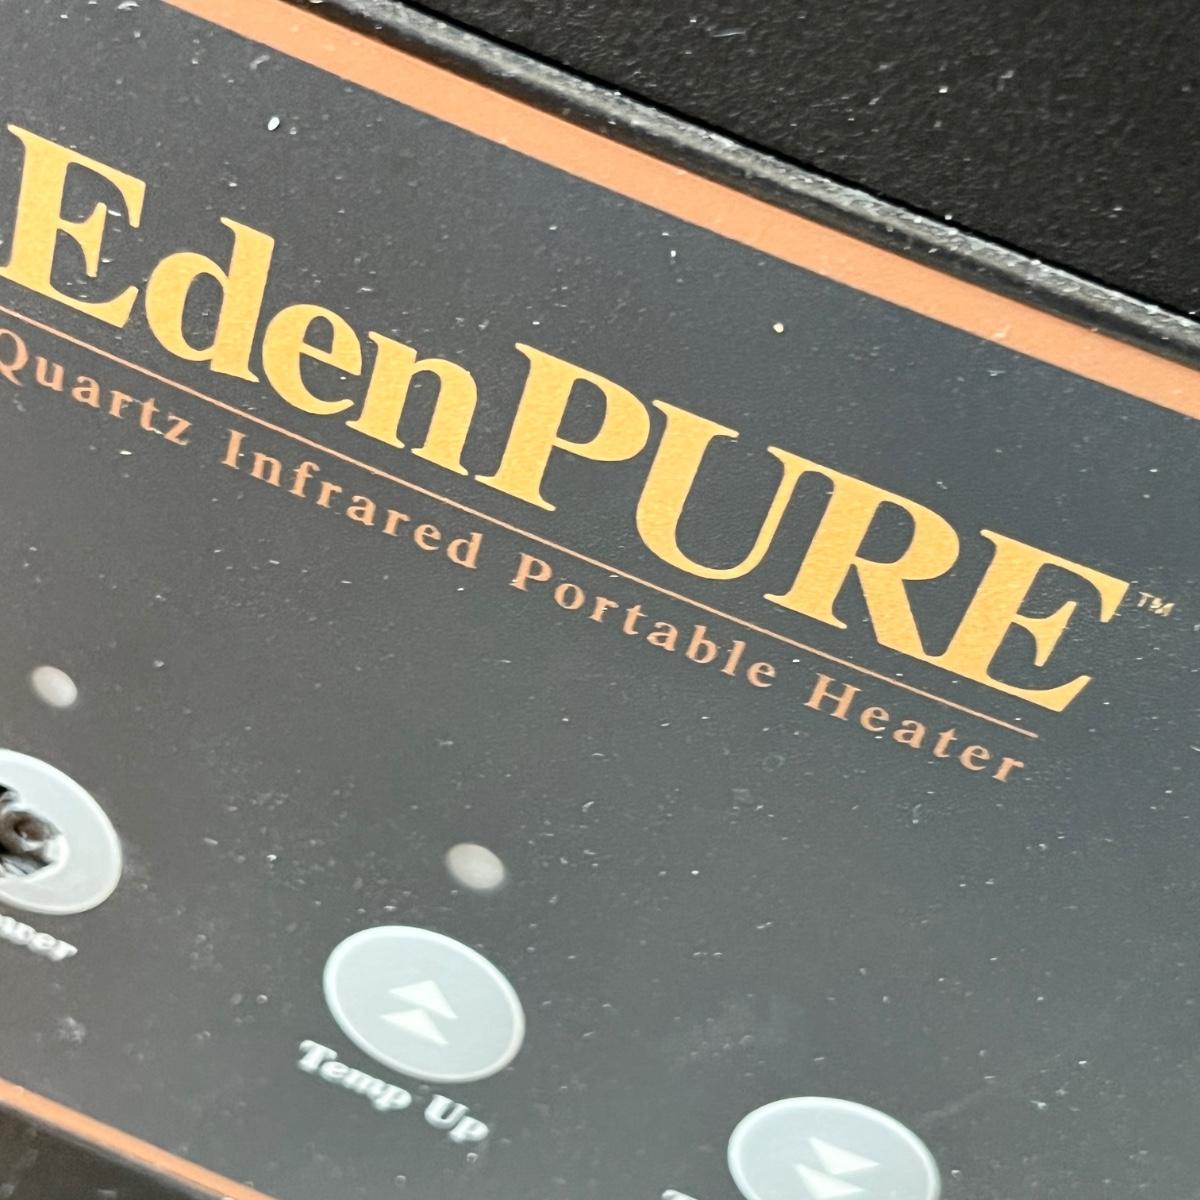 EdenPURE™
Quartz Infrared Portable Heater
Temp Up